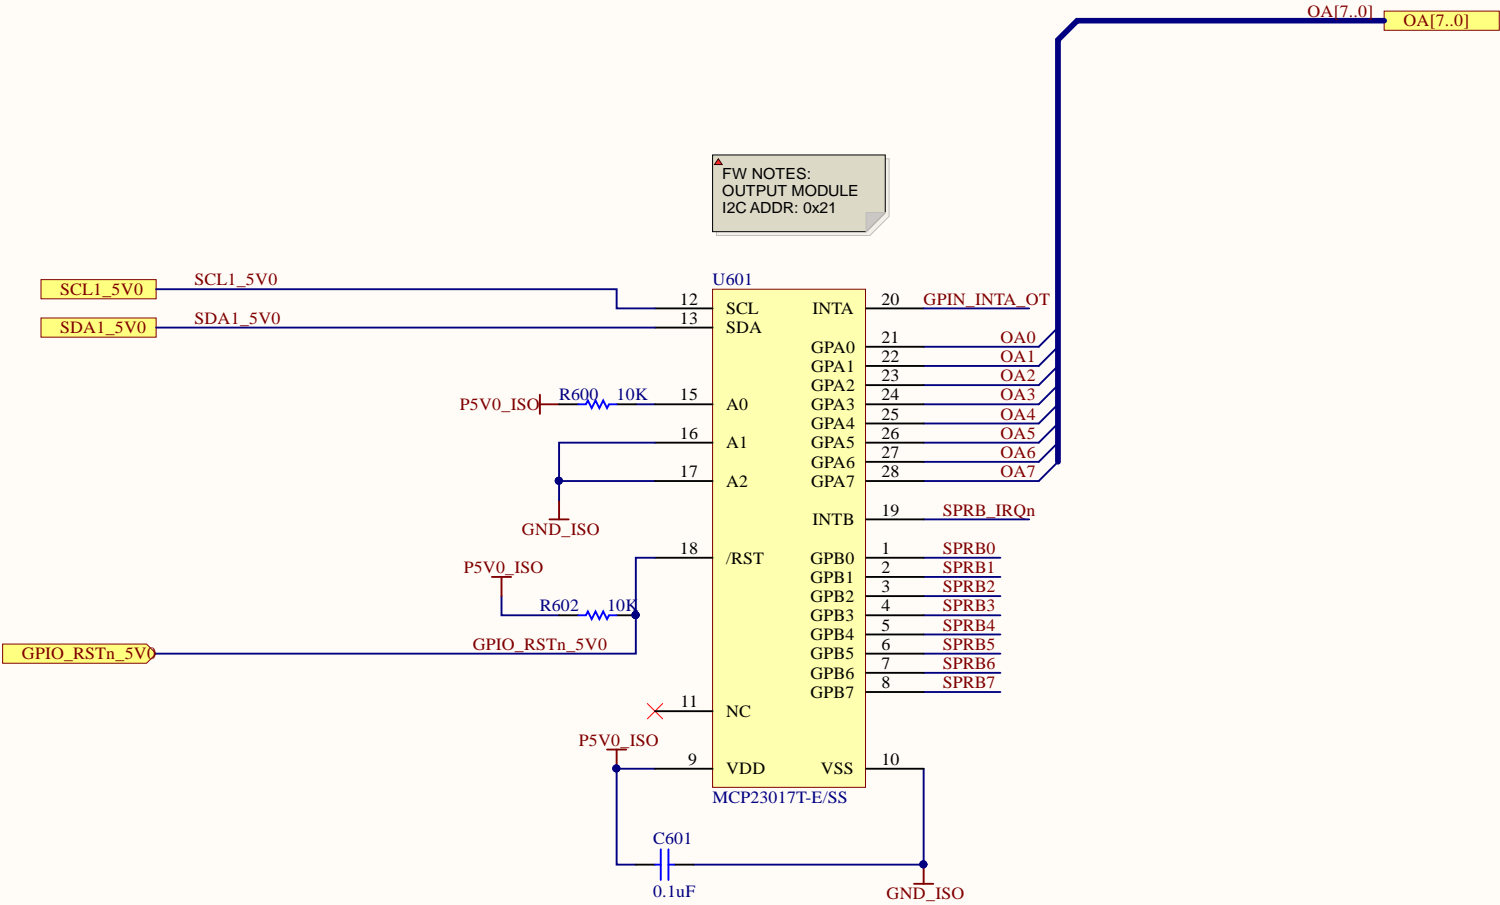 OA[7..0]
OA[7..0]
FW NOTES:
OUTPUT MODULE
I2C ADDR: 0x21
U601
SCL1_5V0
SCL1_5V0
12
SCL
INTA
20
GPIN_INTA_OT
SDA1_5V0
SDA1_5V0
13
SDA
GPA0
21
OA0
GPA1
22
OA1
GPA2
23
OA2
P5V0_ISO
R600
10K
15
A0
GPA3
24
OA3
GPA4
25
OA4
16
A1
GPA5
26
OA5
GPA6
27
OA6
17
A2
GPA7
28
OA7
GND_ISO
INTB
19
SPRB_IRQn
18
/RST
GPB0
1
SPRB0
P5V0_ISO
GPB1
2
SPRB1
GPB2
3
SPRB2
R602
10K
GPB3
4
SPRB3
GPB4
5
SPRB4
GPIO_RSTn_5V0
GPIO_RSTn_5V0
GPB5
6
SPRB5
GPB6
7
SPRB6
GPB7
8
SPRB7
11
NC
P5V0_ISO
9
VDD
VSS
10
MCP23017T-E/SS
C601
0.1uF
GND_ISO